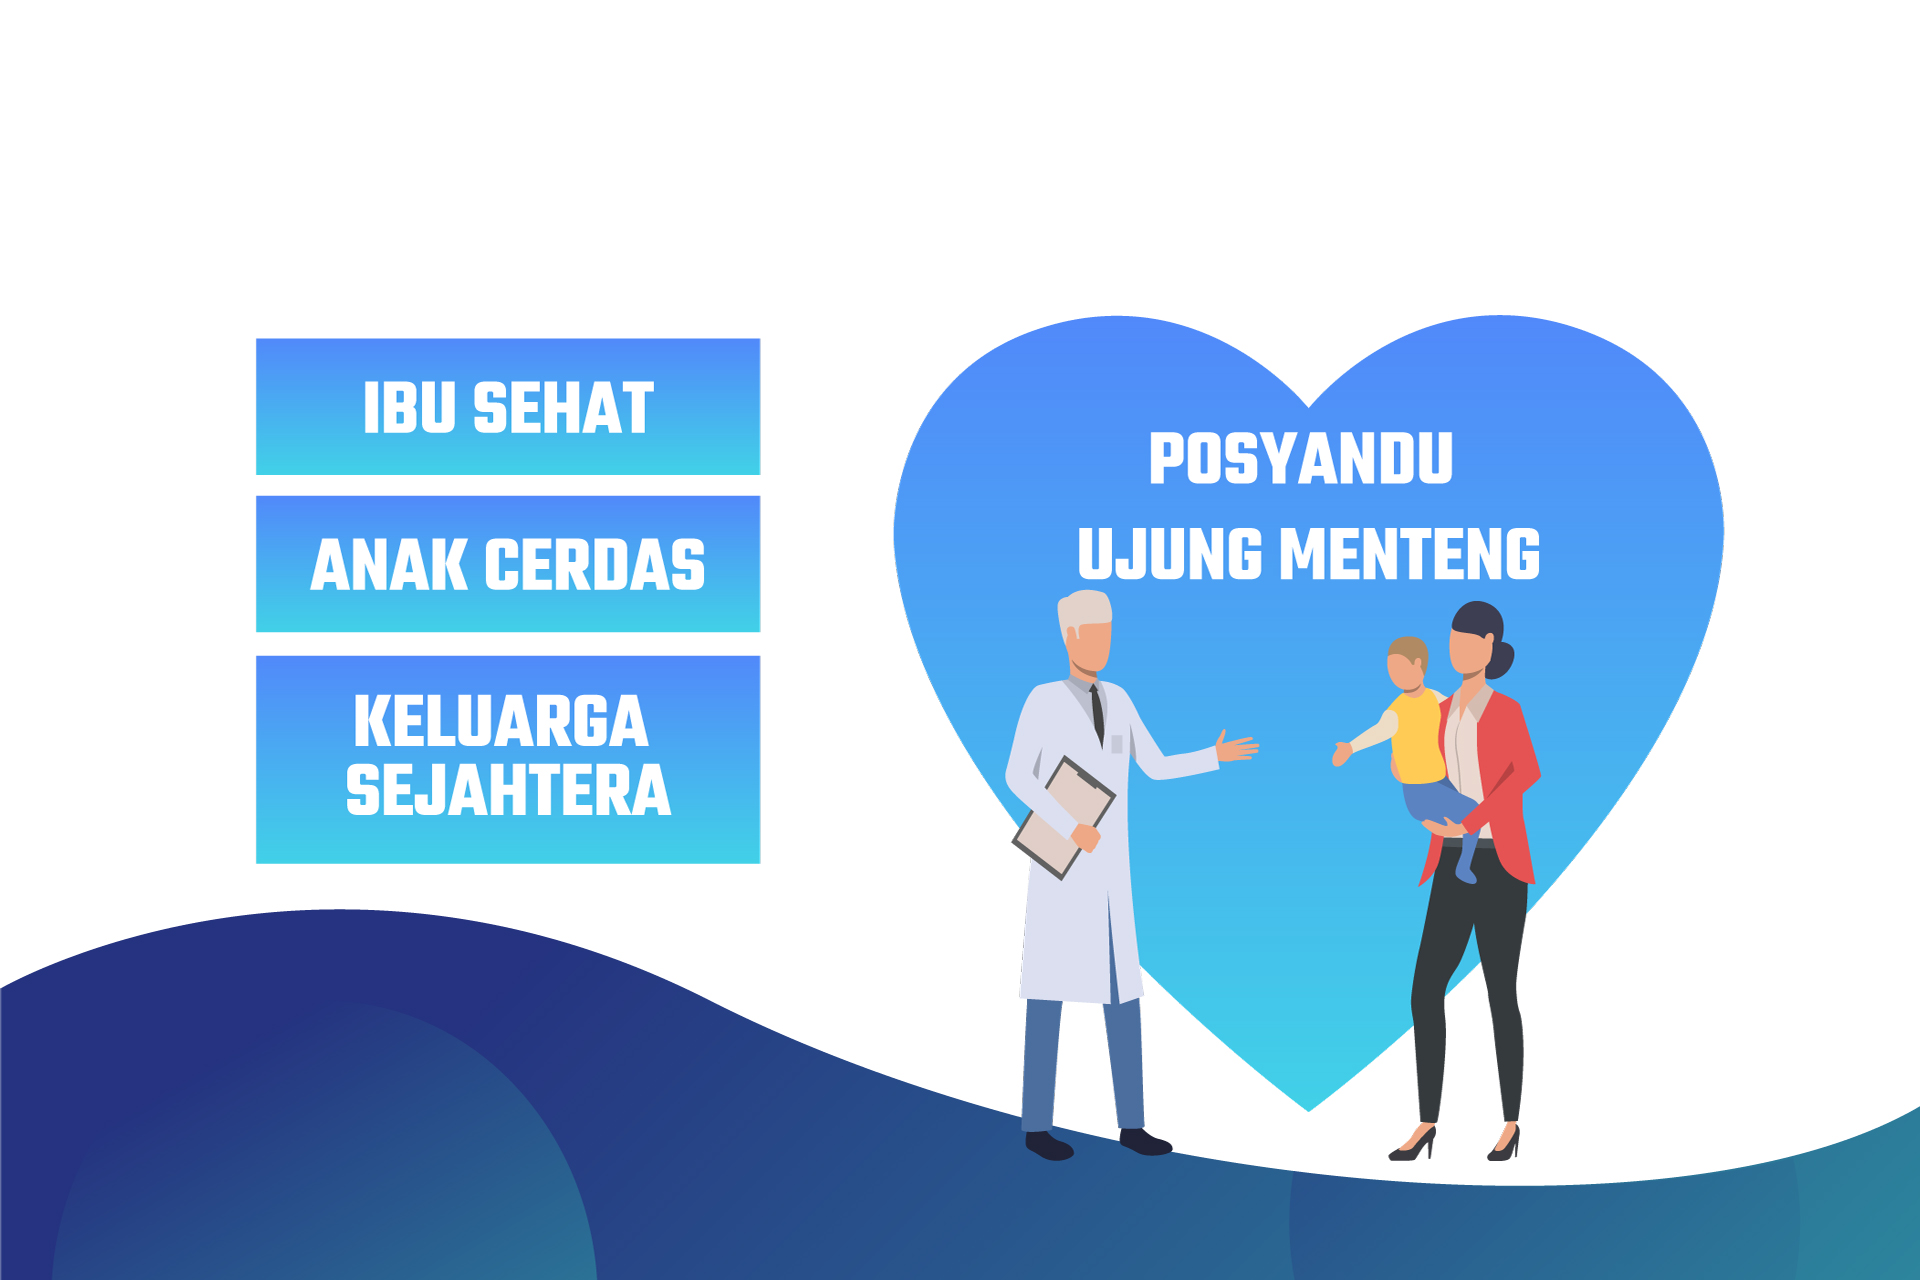 IBU SEHAT
ANAK CERDAS
KELUARGA
SEJAHTERA
POSYANDU
UJUNG MENTENG